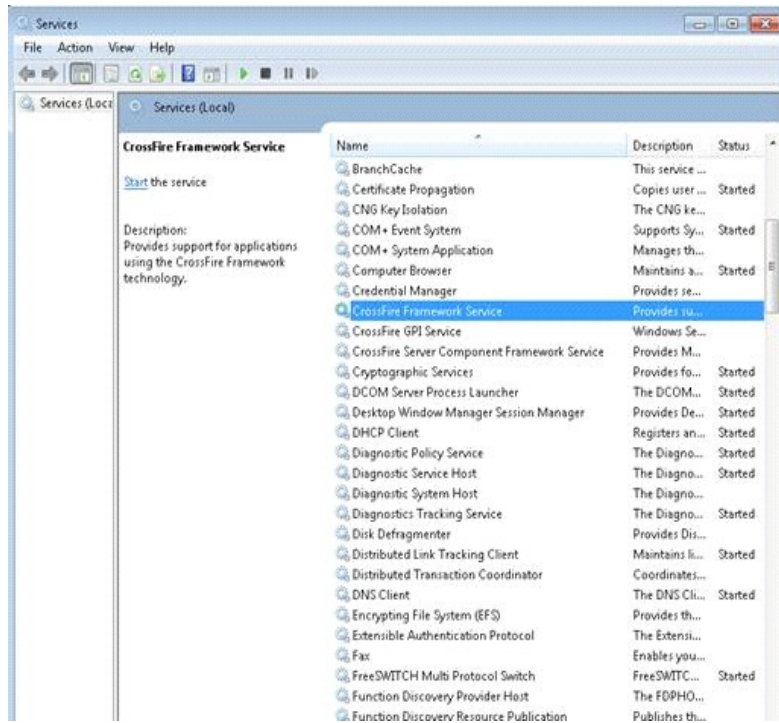 Services
File Action View Help
Services (Loca
Services (Local)
CrossFire Framework Service
Start the service
Description:
Provides support for applications
using the CrossFire Framework
technology.
Name Description Status
BranchCache This service ...
Certificate Propagation Copies user ... Started
CNG Key Isolation The CNG ke...
COM+ Event System Supports Sy... Started
COM+ System Application Manages th...
Computer Browser Maintains a... Started
Credential Manager Provides se...
CrossFire Framework Service Provides su...
CrossFire GPI Service Windows Se...
CrossFire Server Component Framework Service Provides M...
Cryptographic Services Provides fo... Started
DCOM Server Process Launcher The DCOM... Started
Desktop Window Manager Session Manager Provides De... Started
DHCP Client Registers an... Started
Diagnostic Policy Service The Diagno... Started
Diagnostic Service Host The Diagno... Started
Diagnostic System Host The Diagno...
Diagnostics Tracking Service The Diagno... Started
Disk Defragmenter Provides Dis...
Distributed Link Tracking Client Maintains li... Started
Distributed Transaction Coordinator Coordinates...
DNS Client The DNS Cli... Started
Encrypting File System (EFS) Provides th...
Extensible Authentication Protocol The Extensi...
Fax Enables you...
FreeSWITCH Multi Protocol Switch FreeSWITC... Started
Function Discovery Provider Host The FDPHO...
Function Discovery Resource Publication Publishes th...